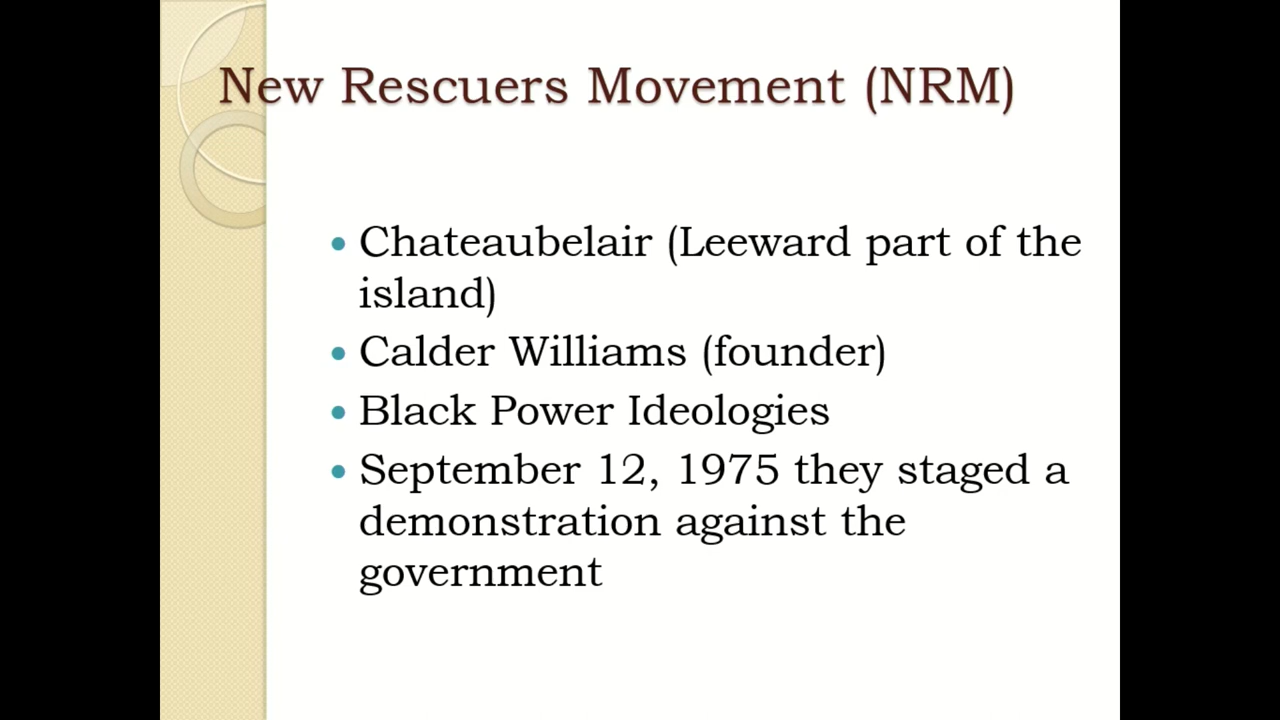 New Rescuers Movement (NRM)
• Chateaubelair (Leeward part of the
island)
• Calder Williams (founder)
• Black Power Ideologies
• September 12, 1975 they staged a
demonstration against the
government